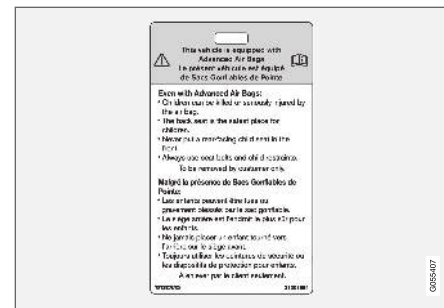 This vehicle is equipped with
Advanced Air Bags
Le présent véhicule est équipé
de Sacs Gonflables de Pointe
Even with Advanced Air Bags:
• Children can be killed or seriously injured by
the air bag.
• The back seat is the safest place for
children.
• Never put a rear-facing child seat in the
front.
• Always use seat belts and child restraints.
To be removed by customer only.
Malgré la présence de Sacs Gonflables de
Pointe:
• Les enfants peuvent être tués ou
gravement blessés par le sac gonflable.
• Le siège arrière est l'endroit le plus sûr pour
les enfants.
• Ne jamais placer un enfant tourné vers
l'arrière sur le siège avant.
• Toujours utiliser les ceintures de sécurité ou
les dispositifs de protection pour enfants.
A enlever par le client seulement.
G055407